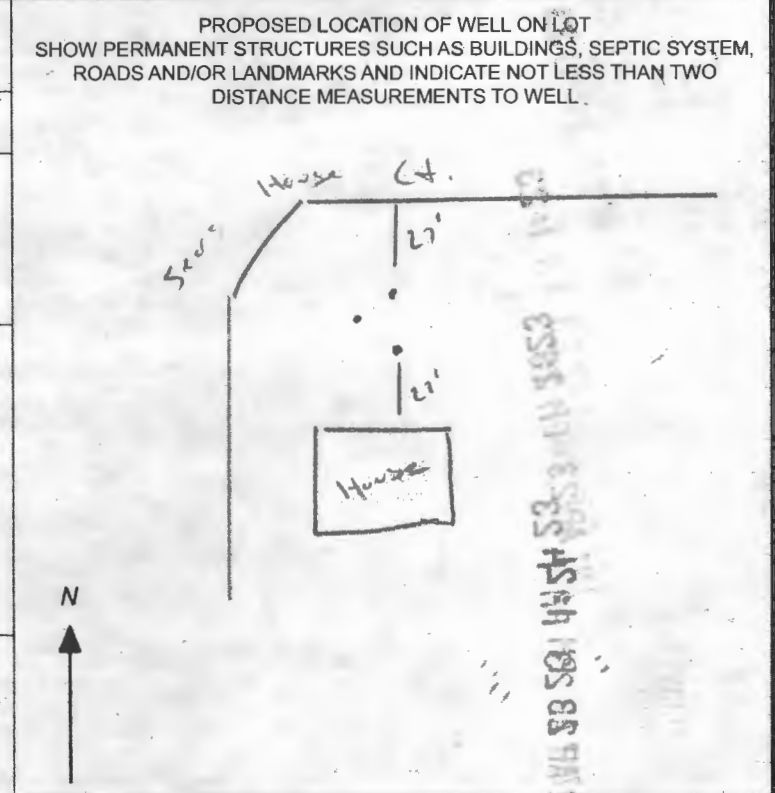 PROPOSED LOCATION OF WELL ON LOT
SHOW PERMANENT STRUCTURES SUCH AS BUILDINGS, SEPTIC SYSTEM,
ROADS AND/OR LANDMARKS AND INDICATE NOT LESS THAN TWO
DISTANCE MEASUREMENTS TO WELL.
House Ct.
27'
27'
House
N